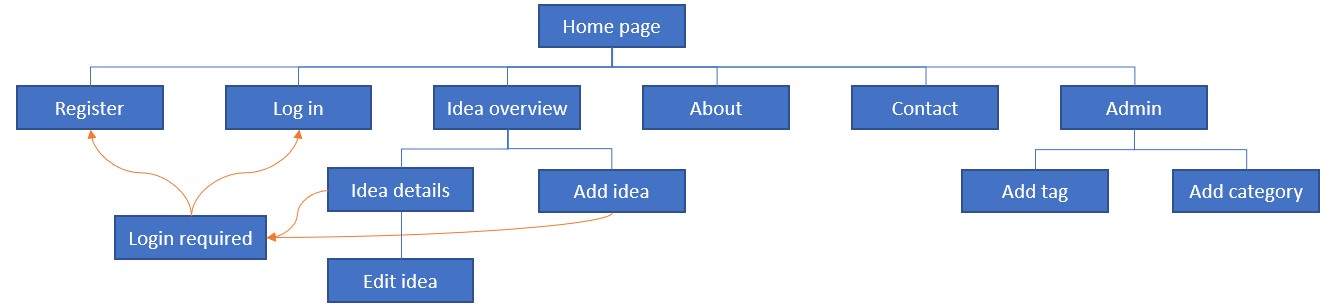 Home page
Register
Log in
Idea overview
About
Contact
Admin
Idea details
Add idea
Add tag
Add category
Login required
Edit idea